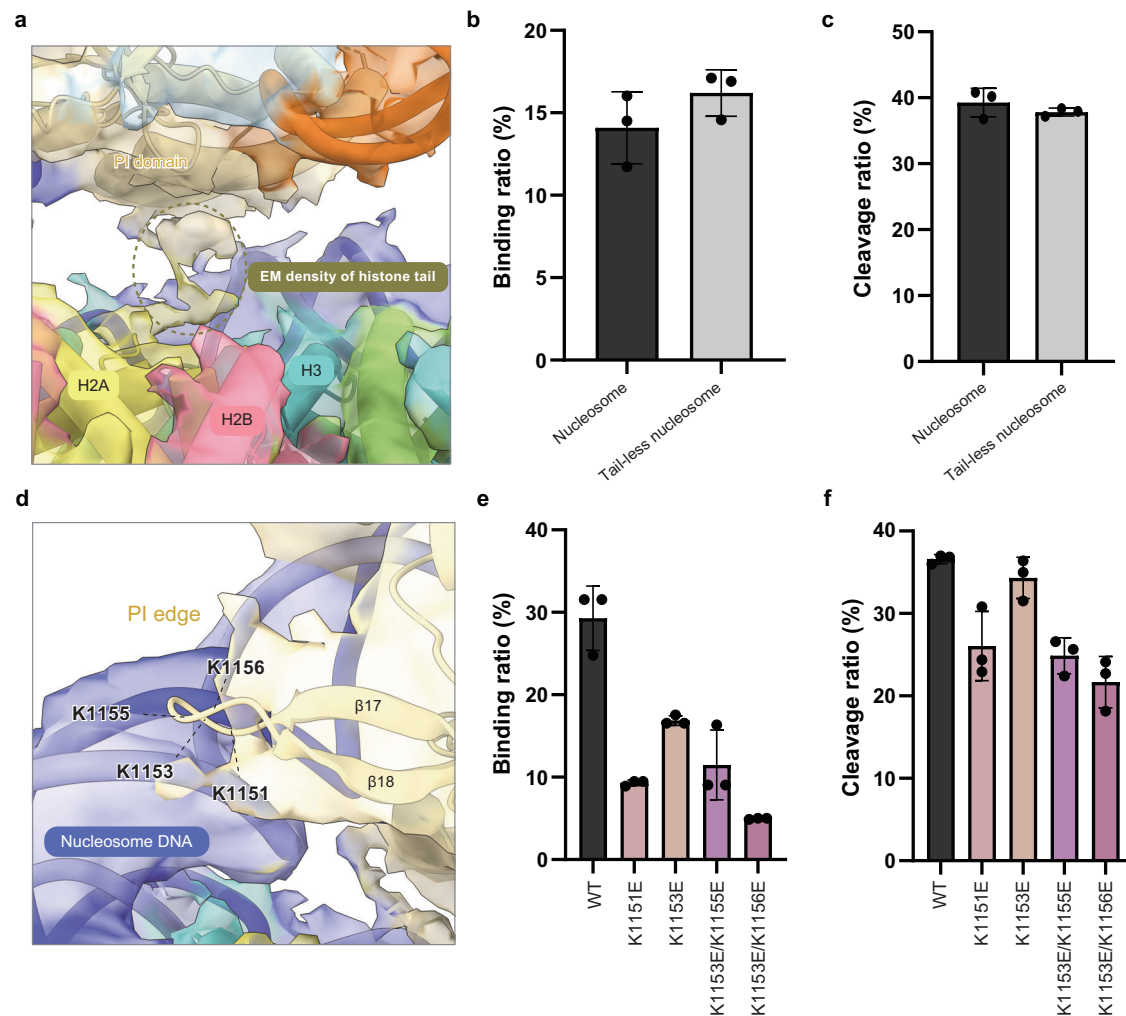 a
PI domain
EM density of histone tail
H2A
H2B
H3
b
Binding ratio (%)
20
15
10
5
0
Nucleosome
Tail-less nucleosome
c
Cleavage ratio (%)
50
40
30
20
10
0
Nucleosome
Tail-less nucleosome
d
PI edge
K1156
K1155
K1153
K1151
β17
β18
Nucleosome DNA
e
Binding ratio (%)
40
30
20
10
0
WT
K1151E
K1153E
K1153E/K1155E
K1153E/K1156E
f
Cleavage ratio (%)
40
30
20
10
0
WT
K1151E
K1153E
K1153E/K1155E
K1153E/K1156E